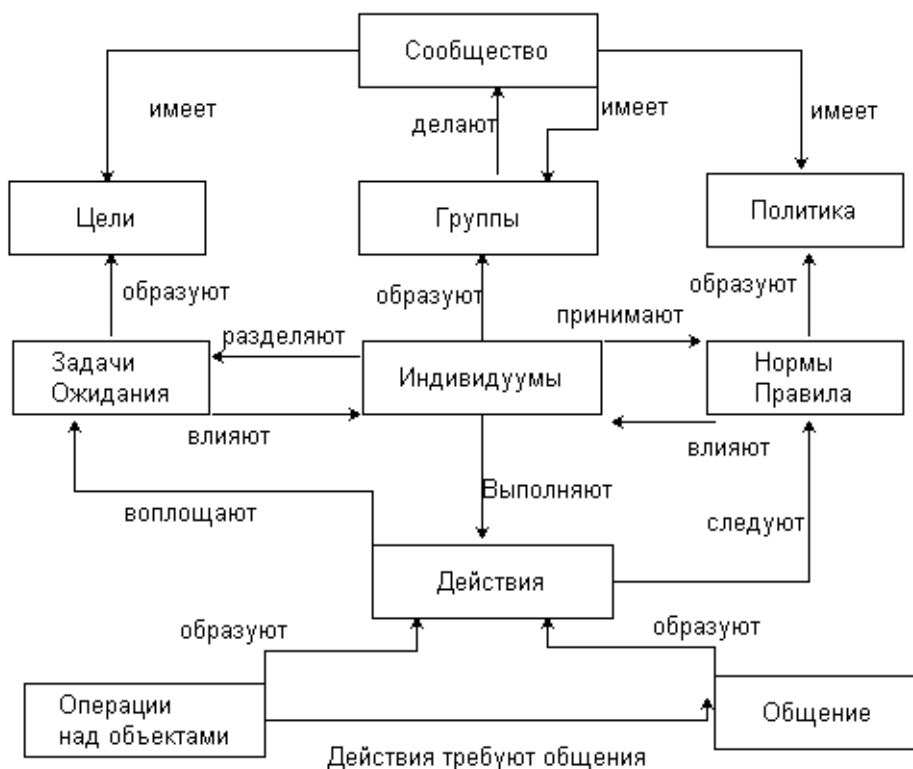 Сообщество
имеет
делают
имеет
имеет
Цели
Группы
Политика
образуют
образуют
образуют
разделяют
принимают
Задачи
Ожидания
Индивидуумы
Нормы
Правила
влияют
влияют
воплощают
Выполняют
следуют
Действия
образуют
образуют
Операции
над объектами
Общение
Действия требуют общения